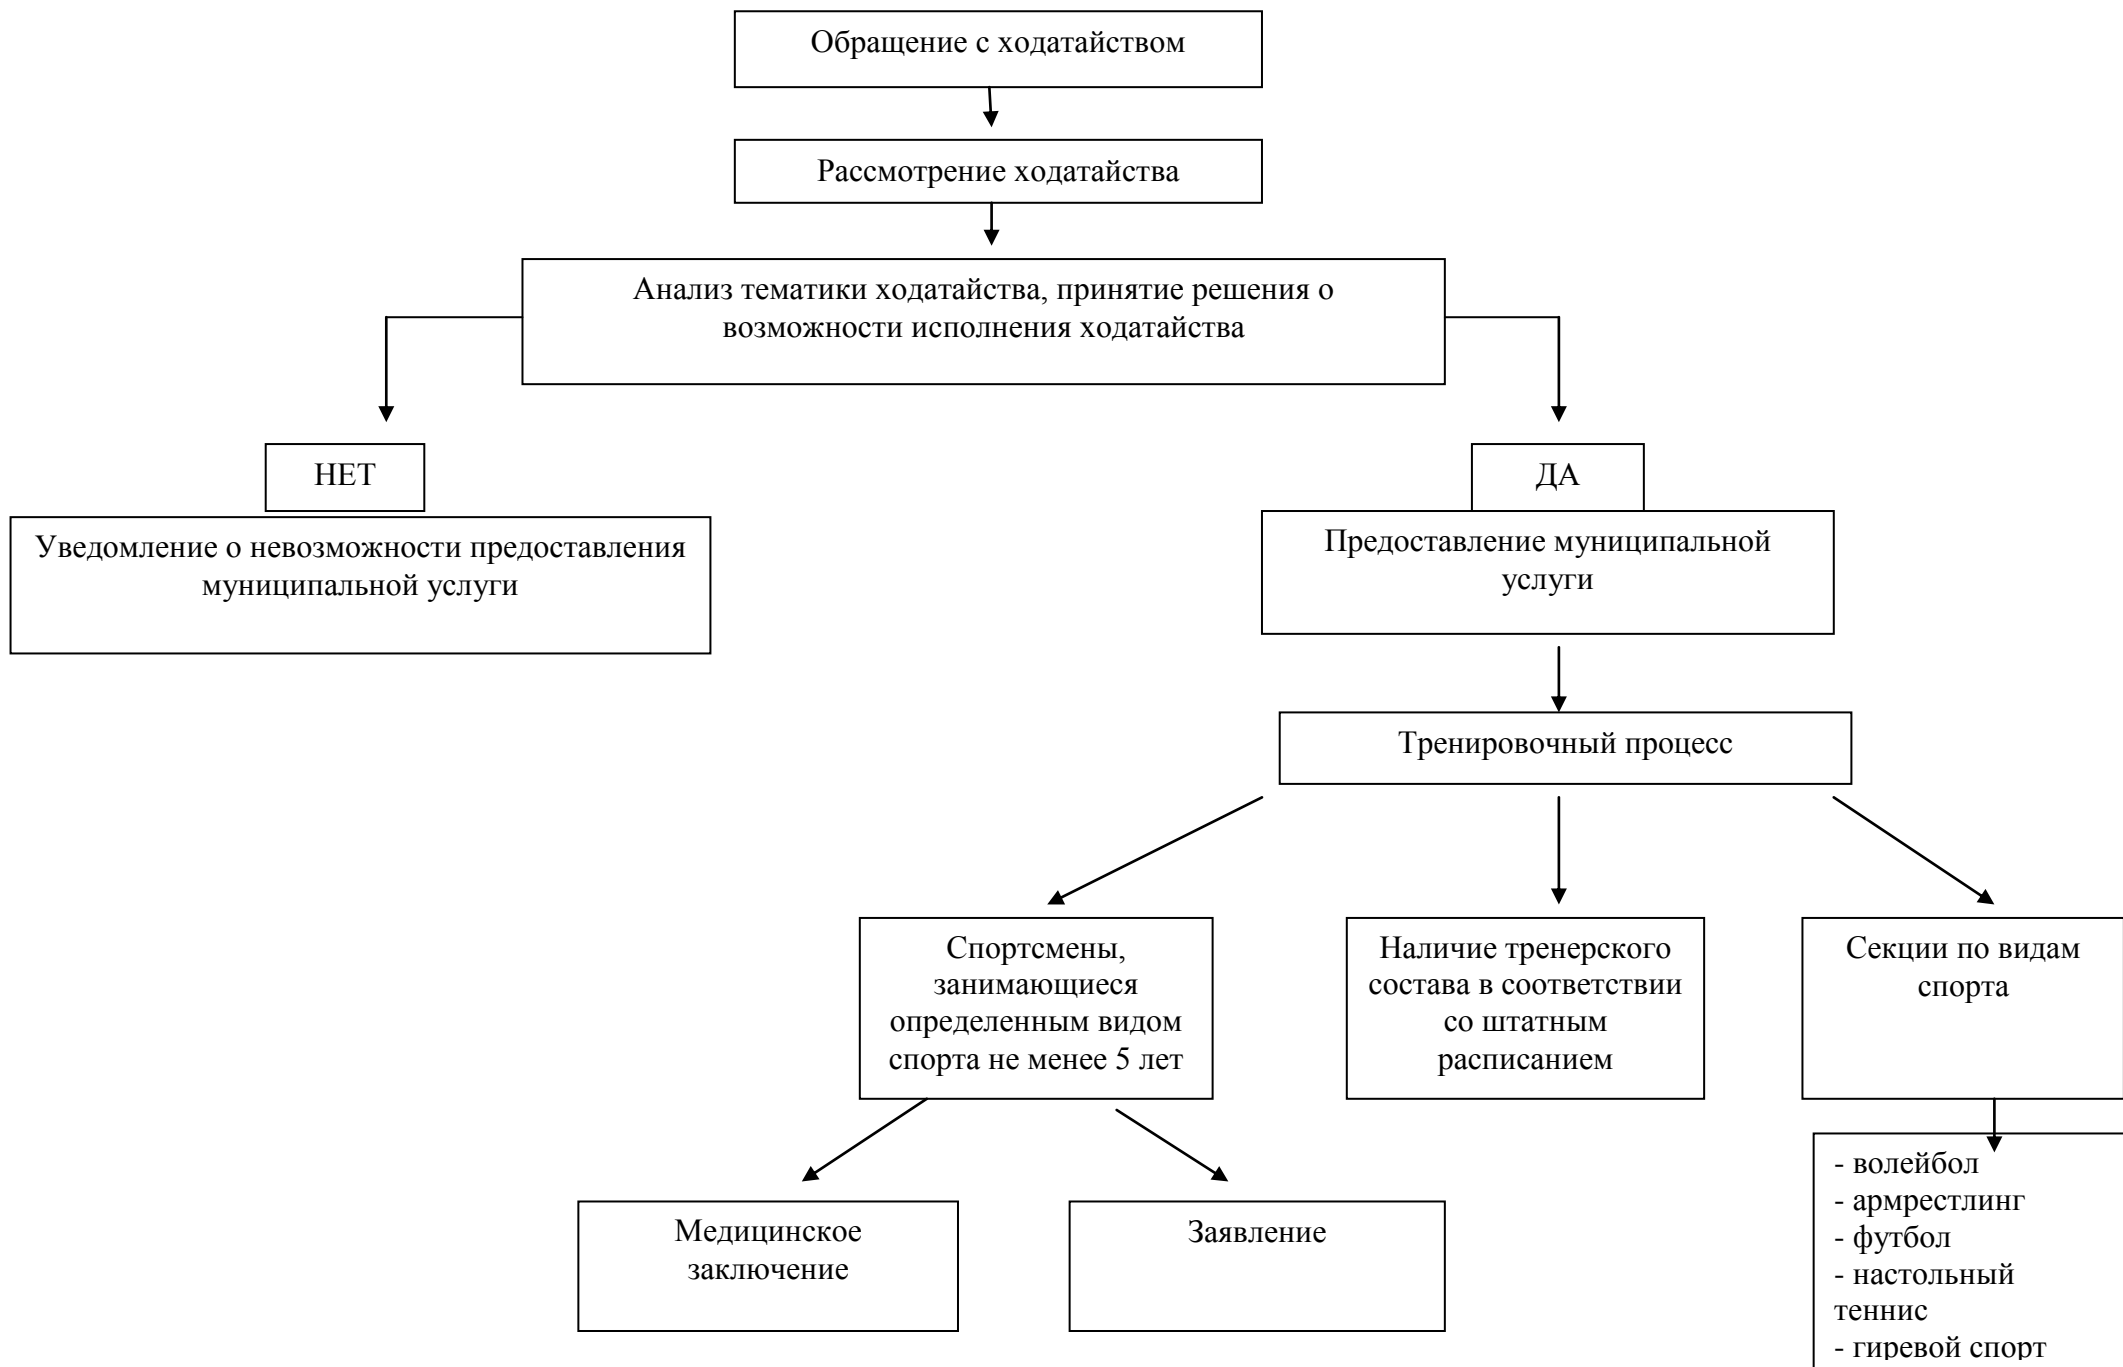 Обращение с ходатайством
Рассмотрение ходатайства
Анализ тематики ходатайства, принятие решения о
возможности исполнения ходатайства
НЕТ
ДА
Уведомление о невозможности предоставления
муниципальной услуги
Предоставление муниципальной
услуги
Тренировочный процесс
Спортсмены,
занимающиеся
определенным видом
спорта не менее 5 лет
Наличие тренерского
состава в соответствии
со штатным
расписанием
Секции по видам
спорта
Медицинское
заключение
Заявление
- волейбол
- армрестлинг
- футбол
- настольный
теннис
- гиревой спорт